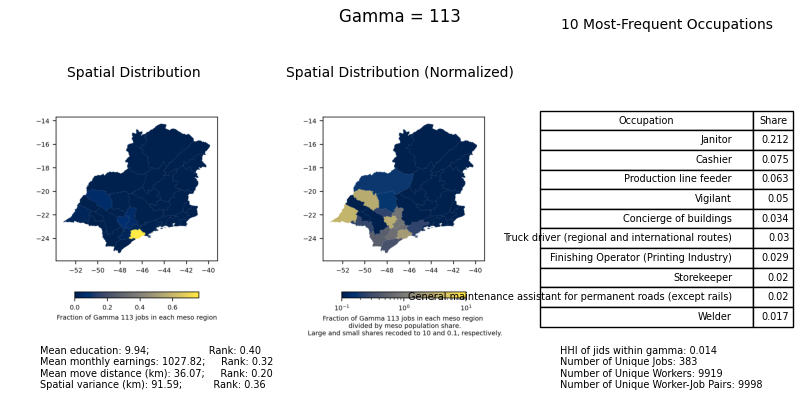 Gamma = 113
10 Most-Frequent Occupations
Spatial Distribution
Spatial Distribution (Normalized)
−14
−16
−18
−20
−22
−24
−52 −50 −48 −46 −44 −42 −40
0.0 0.2 0.4 0.6
Fraction of Gamma 113 jobs in each meso region
−14
−16
−18
−20
−22
−24
−52 −50 −48 −46 −44 −42 −40
10−1 100 101
Fraction of Gamma 113 jobs in each meso region
divided by meso population share.
Large and small shares recoded to 10 and 0.1, respectively.
Occupation Share
Janitor 0.212
Cashier 0.075
Production line feeder 0.063
Vigilant 0.05
Concierge of buildings 0.034
Truck driver (regional and international routes) 0.03
Finishing Operator (Printing Industry) 0.029
Storekeeper 0.02
General maintenance assistant for permanent roads (except rails) 0.02
Welder 0.017
Mean education: 9.94; Rank: 0.40
Mean monthly earnings: 1027.82; Rank: 0.32
Mean move distance (km): 36.07; Rank: 0.20
Spatial variance (km): 91.59; Rank: 0.36
HHI of jids within gamma: 0.014
Number of Unique Jobs: 383
Number of Unique Workers: 9919
Number of Unique Worker-Job Pairs: 9998